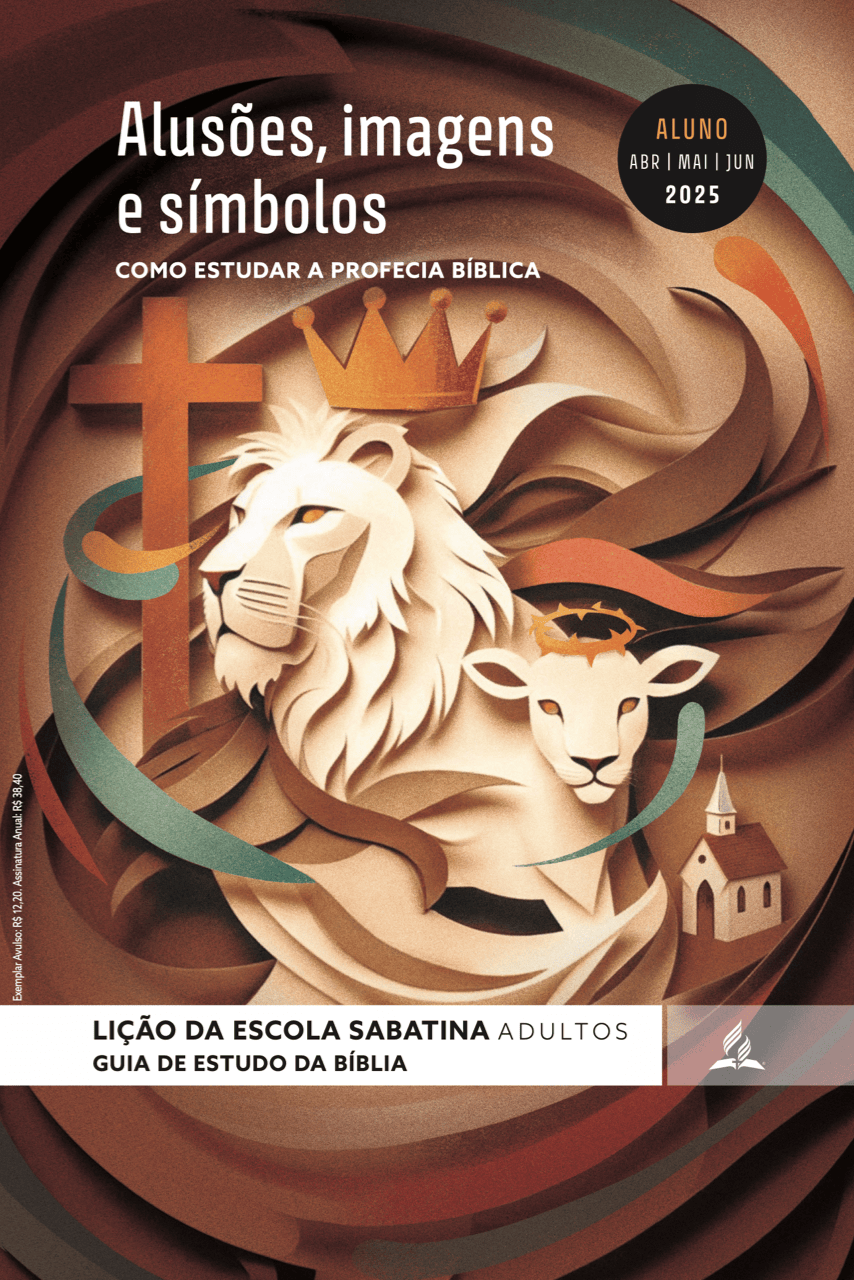 Alusões, imagens
e símbolos
COMO ESTUDAR A PROFECIA BÍBLICA
ALUNO
ABR | MAI | JUN
2025
Exemplar Avulso: R$ 12,20. Assinatura Anual: R$ 38,40
LIÇÃO DA ESCOLA SABATINA ADULTOS
GUIA DE ESTUDO DA BÍBLIA